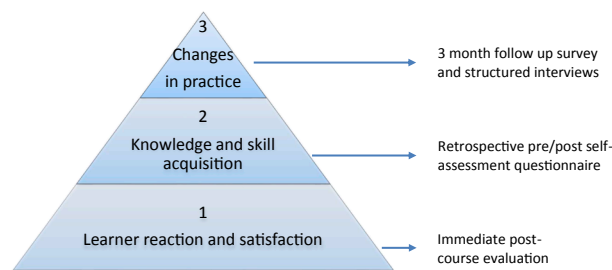 3
Changes
in practice
3 month follow up survey
and structured interviews
2
Knowledge and skill
acquisition
Retrospective pre/post self-
assessment questionnaire
1
Learner reaction and satisfaction
Immediate post-
course evaluation